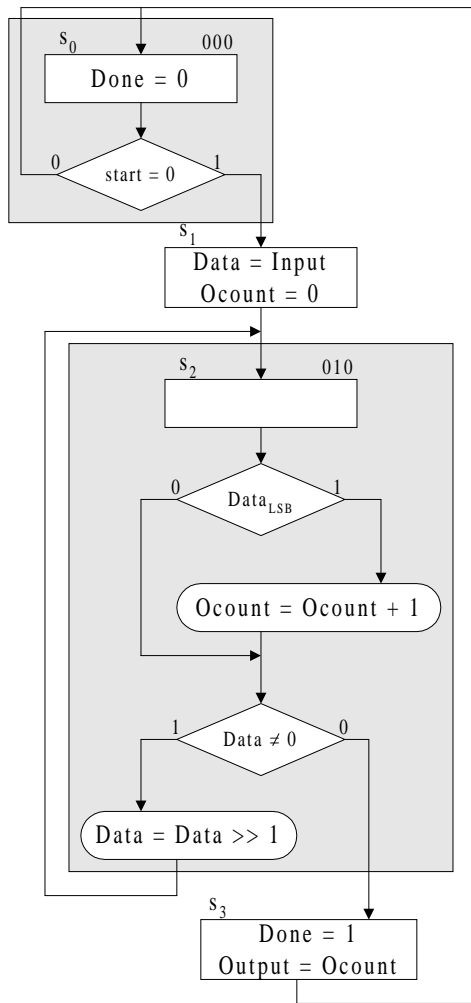 s0
000
Done = 0
0
1
start = 0
s1
Data = Input
Ocount = 0
s2
010
0
1
DataLSB
Ocount = Ocount + 1
1
0
Data ≠ 0
Data = Data >> 1
s3
Done = 1
Output = Ocount